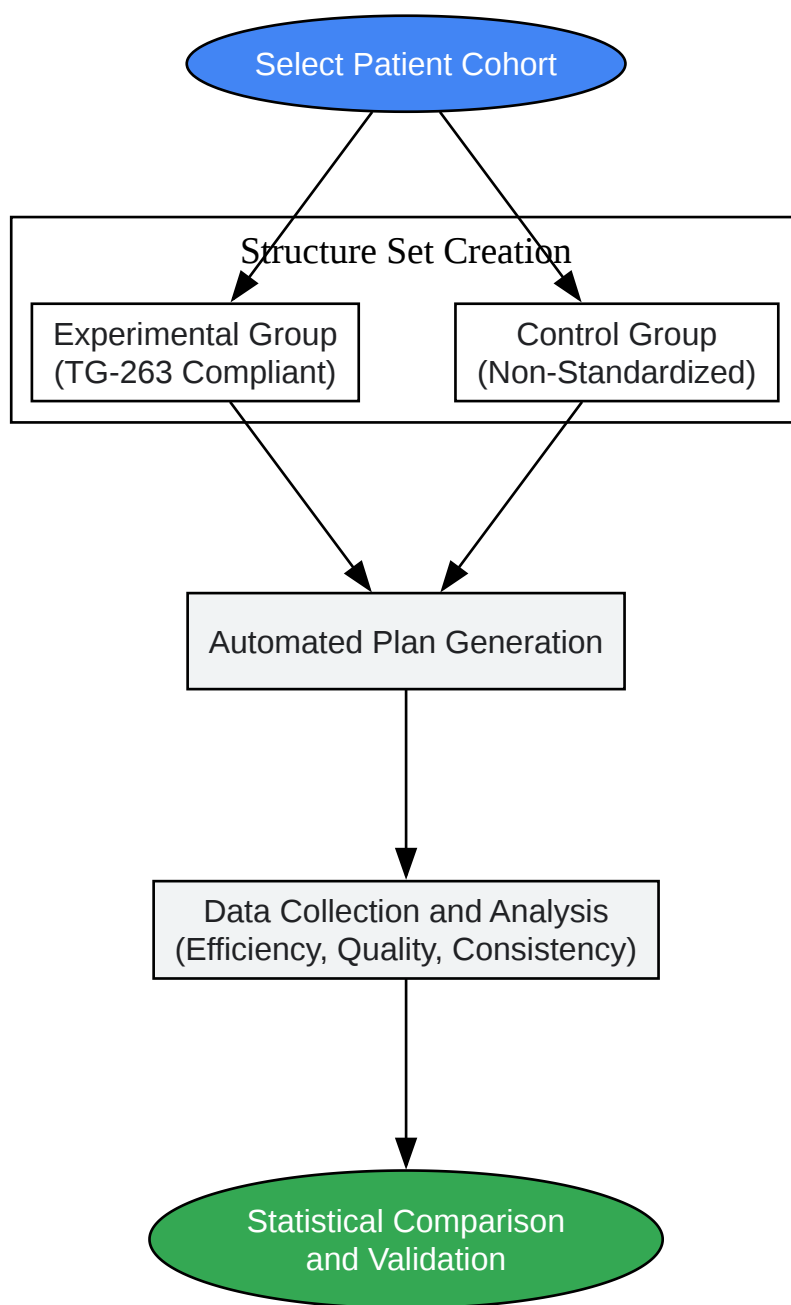 Select Patient Cohort
Structure Set Creation
Experimental Group
(TG-263 Compliant)
Control Group
(Non-Standardized)
Automated Plan Generation
Data Collection and Analysis
(Efficiency, Quality, Consistency)
Statistical Comparison
and Validation